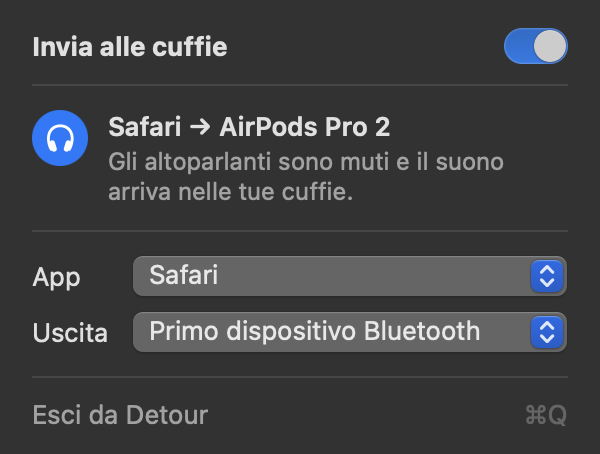 Invia alle cuffie
Safari → AirPods Pro 2
Gli altoparlanti sono muti e il suono
arriva nelle tue cuffie.
App Safari
Uscita Primo dispositivo Bluetooth
Esci da Detour ⌘Q